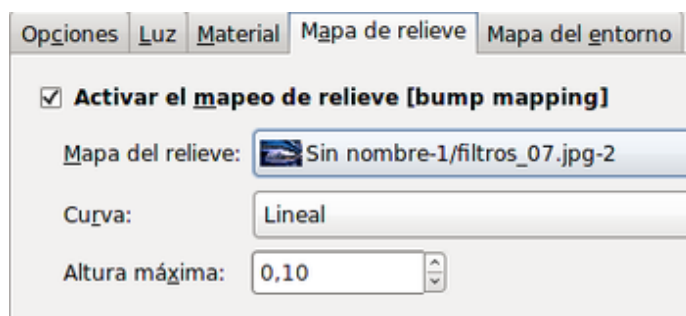 Opciones Luz Material Mapa de relieve Mapa del entorno
Activar el mapeo de relieve [bump mapping]
Mapa del relieve: Sin nombre-1/filtros_07.jpg-2
Curva: Lineal
Altura máxima: 0,10